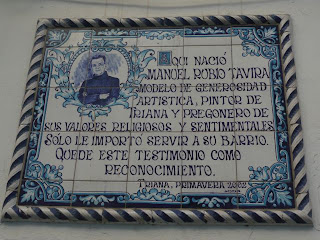 AQUI NACIÓ
MANUEL RUBIO TAVIRA
MODELO DE GENEROSIDAD
ARTISTICA, PINTOR DE
TRIANA Y PREGONERO DE
SUS VALORES RELIGIOSOS Y SENTIMENTALES
SOLO LE IMPORTO SERVIR A SU BARRIO.
QUEDE ESTE TESTIMONIO COMO
RECONOCIMIENTO.
TRIANA, PRIMAVERA 2002